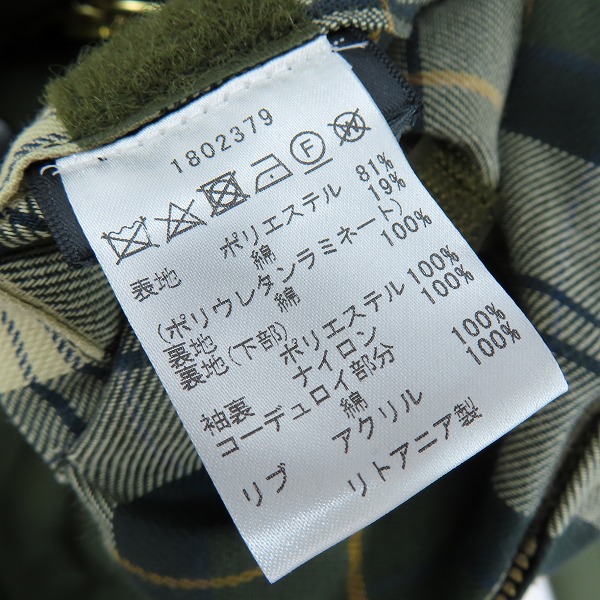 1802379
F W
表地 ポリエステル 81%
綿 19%
(ポリウレタンラミネート)
裏地 綿 100%
裏地(下部) ポリエステル 100%
袖裏 ナイロン 100%
コーデュロイ部分 綿 100%
リブ アクリル 100%
リトアニア製